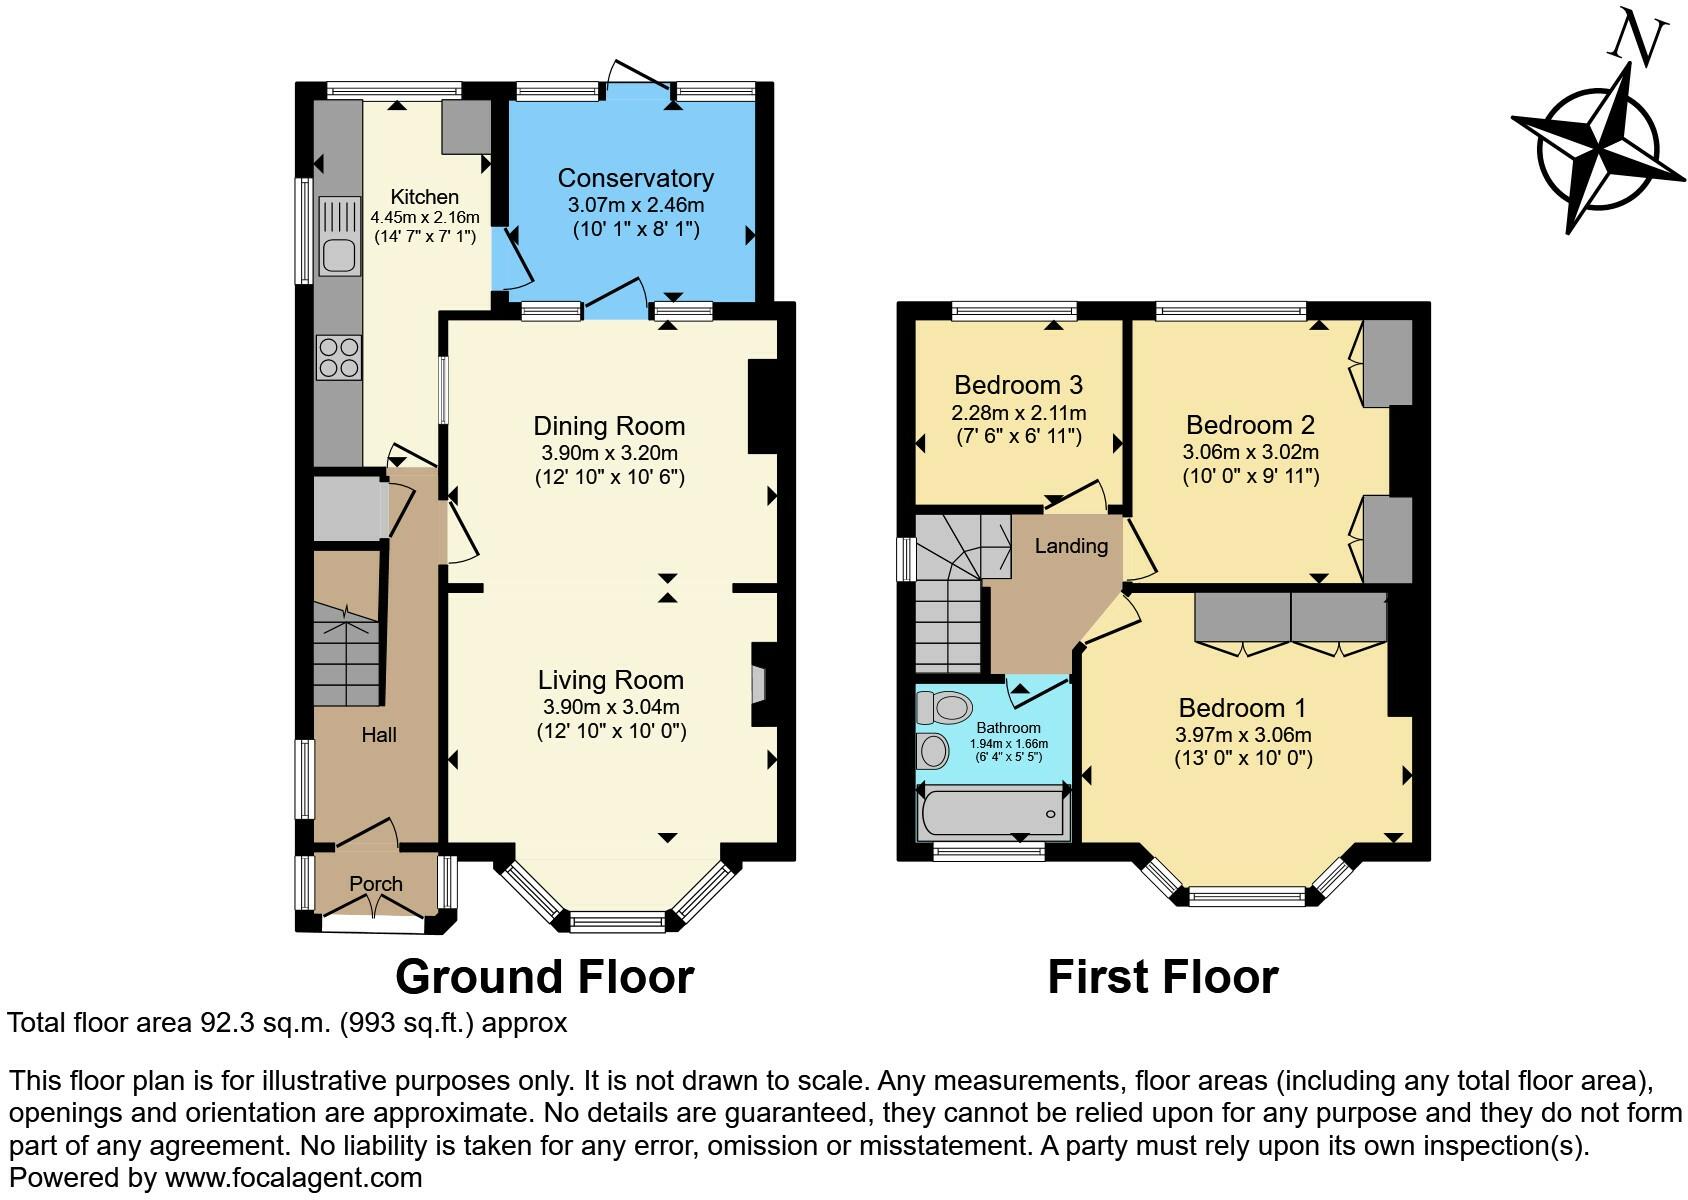 N
Conservatory
3.07m x 2.46m
(10' 1" x 8' 1")
Kitchen
4.45m x 2.16m
(14' 7" x 7' 1")
Dining Room
3.90m x 3.20m
(12' 10" x 10' 6")
Living Room
3.90m x 3.04m
(12' 10" x 10' 0")
Hall
Porch
Bedroom 3
2.28m x 2.11m
(7' 6" x 6' 11")
Bedroom 2
3.06m x 3.02m
(10' 0" x 9' 11")
Landing
Bedroom 1
3.97m x 3.06m
(13' 0" x 10' 0")
Bathroom
1.94m x 1.66m
(6' 4" x 5' 5")
Ground Floor
First Floor
Total floor area 92.3 sq.m. (993 sq.ft.) approx
This floor plan is for illustrative purposes only. It is not drawn to scale. Any measurements, floor areas (including any total floor area),
openings and orientation are approximate. No details are guaranteed, they cannot be relied upon for any purpose and they do not form
part of any agreement. No liability is taken for any error, omission or misstatement. A party must rely upon its own inspection(s).
Powered by www.focalagent.com